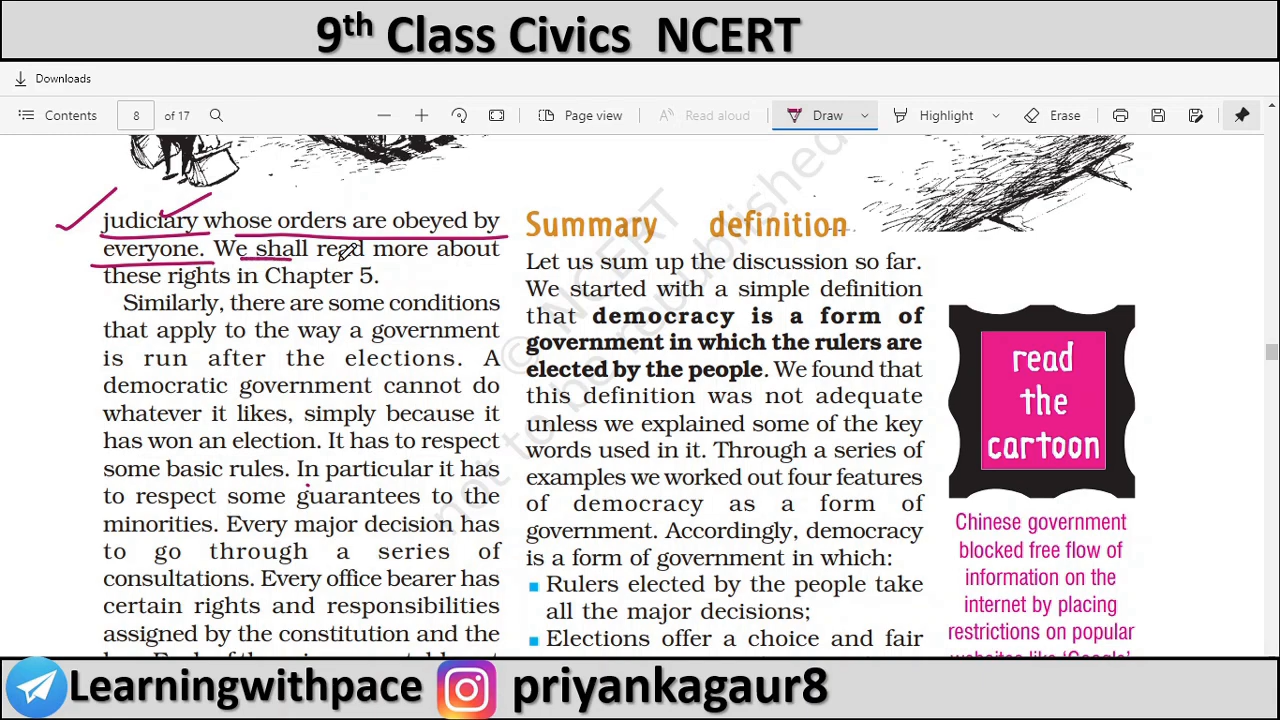 9th Class Civics NCERT
Downloads
Contents 8 of 17 Page view Read aloud Draw Highlight Erase
judiciary whose orders are obeyed by
everyone. We shall read more about
these rights in Chapter 5.
Similarly, there are some conditions
that apply to the way a government
is run after the elections. A
democratic government cannot do
whatever it likes, simply because it
has won an election. It has to respect
some basic rules. In particular it has
to respect some guarantees to the
minorities. Every major decision has
to go through a series of
consultations. Every office bearer has
certain rights and responsibilities
assigned by the constitution and the
Summary definition
Let us sum up the discussion so far.
We started with a simple definition
that democracy is a form of
government in which the rulers are
elected by the people. We found that
this definition was not adequate
unless we explained some of the key
words used in it. Through a series of
examples we worked out four features
of democracy as a form of
government. Accordingly, democracy
is a form of government in which:
Rulers elected by the people take
all the major decisions;
Elections offer a choice and fair
read
the
cartoon
Chinese government
blocked free flow of
information on the
internet by placing
restrictions on popular
websites like 'Google'
© NCERT
not to be republished
Learningwithpace priyankagaur8